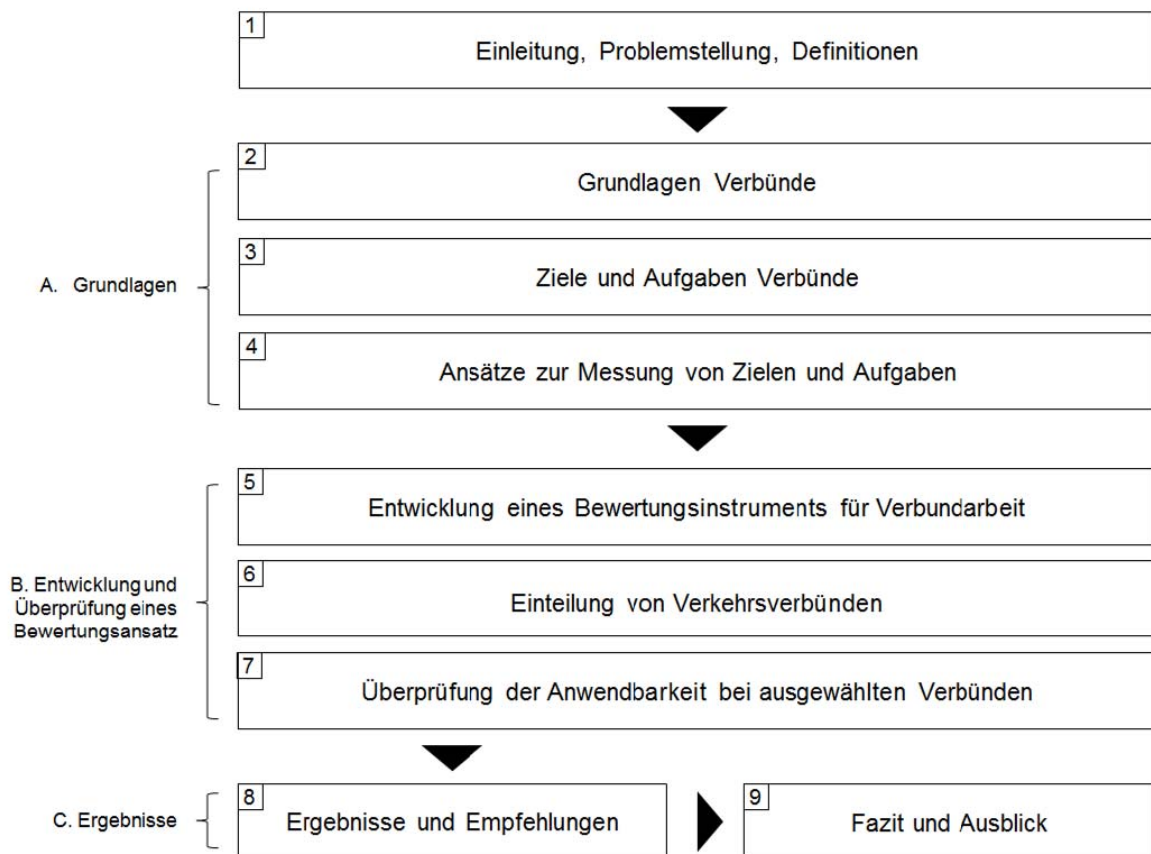 1
Einleitung, Problemstellung, Definitionen
2
Grundlagen Verbünde
A. Grundlagen
3
Ziele und Aufgaben Verbünde
4
Ansätze zur Messung von Zielen und Aufgaben
5
Entwicklung eines Bewertungsinstruments für Verbundarbeit
B. Entwicklung und
Überprüfung eines
Bewertungsansatz
6
Einteilung von Verkehrsverbünden
7
Überprüfung der Anwendbarkeit bei ausgewählten Verbünden
C. Ergebnisse
8
Ergebnisse und Empfehlungen
9
Fazit und Ausblick